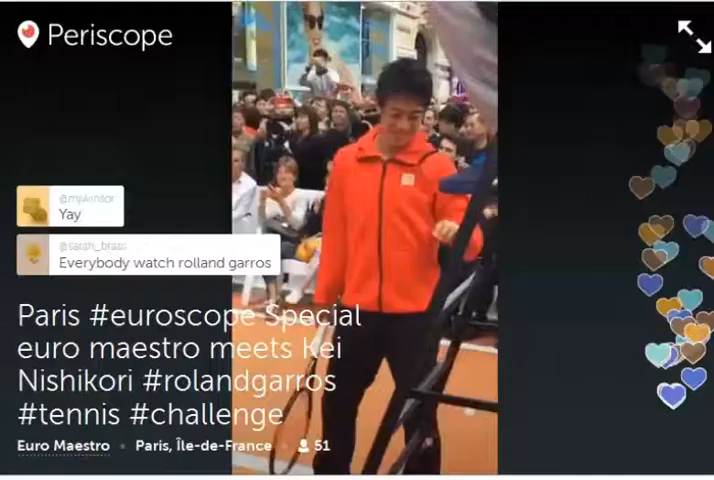 Periscope
@mjwinsor
Yay
Everybody watch rolland garros
Paris #euroscope Special
euro maestro meets Kei
Nishikori #rolandgarros
#tennis #challenge
Euro Maestro • Paris, Île-de-France 51